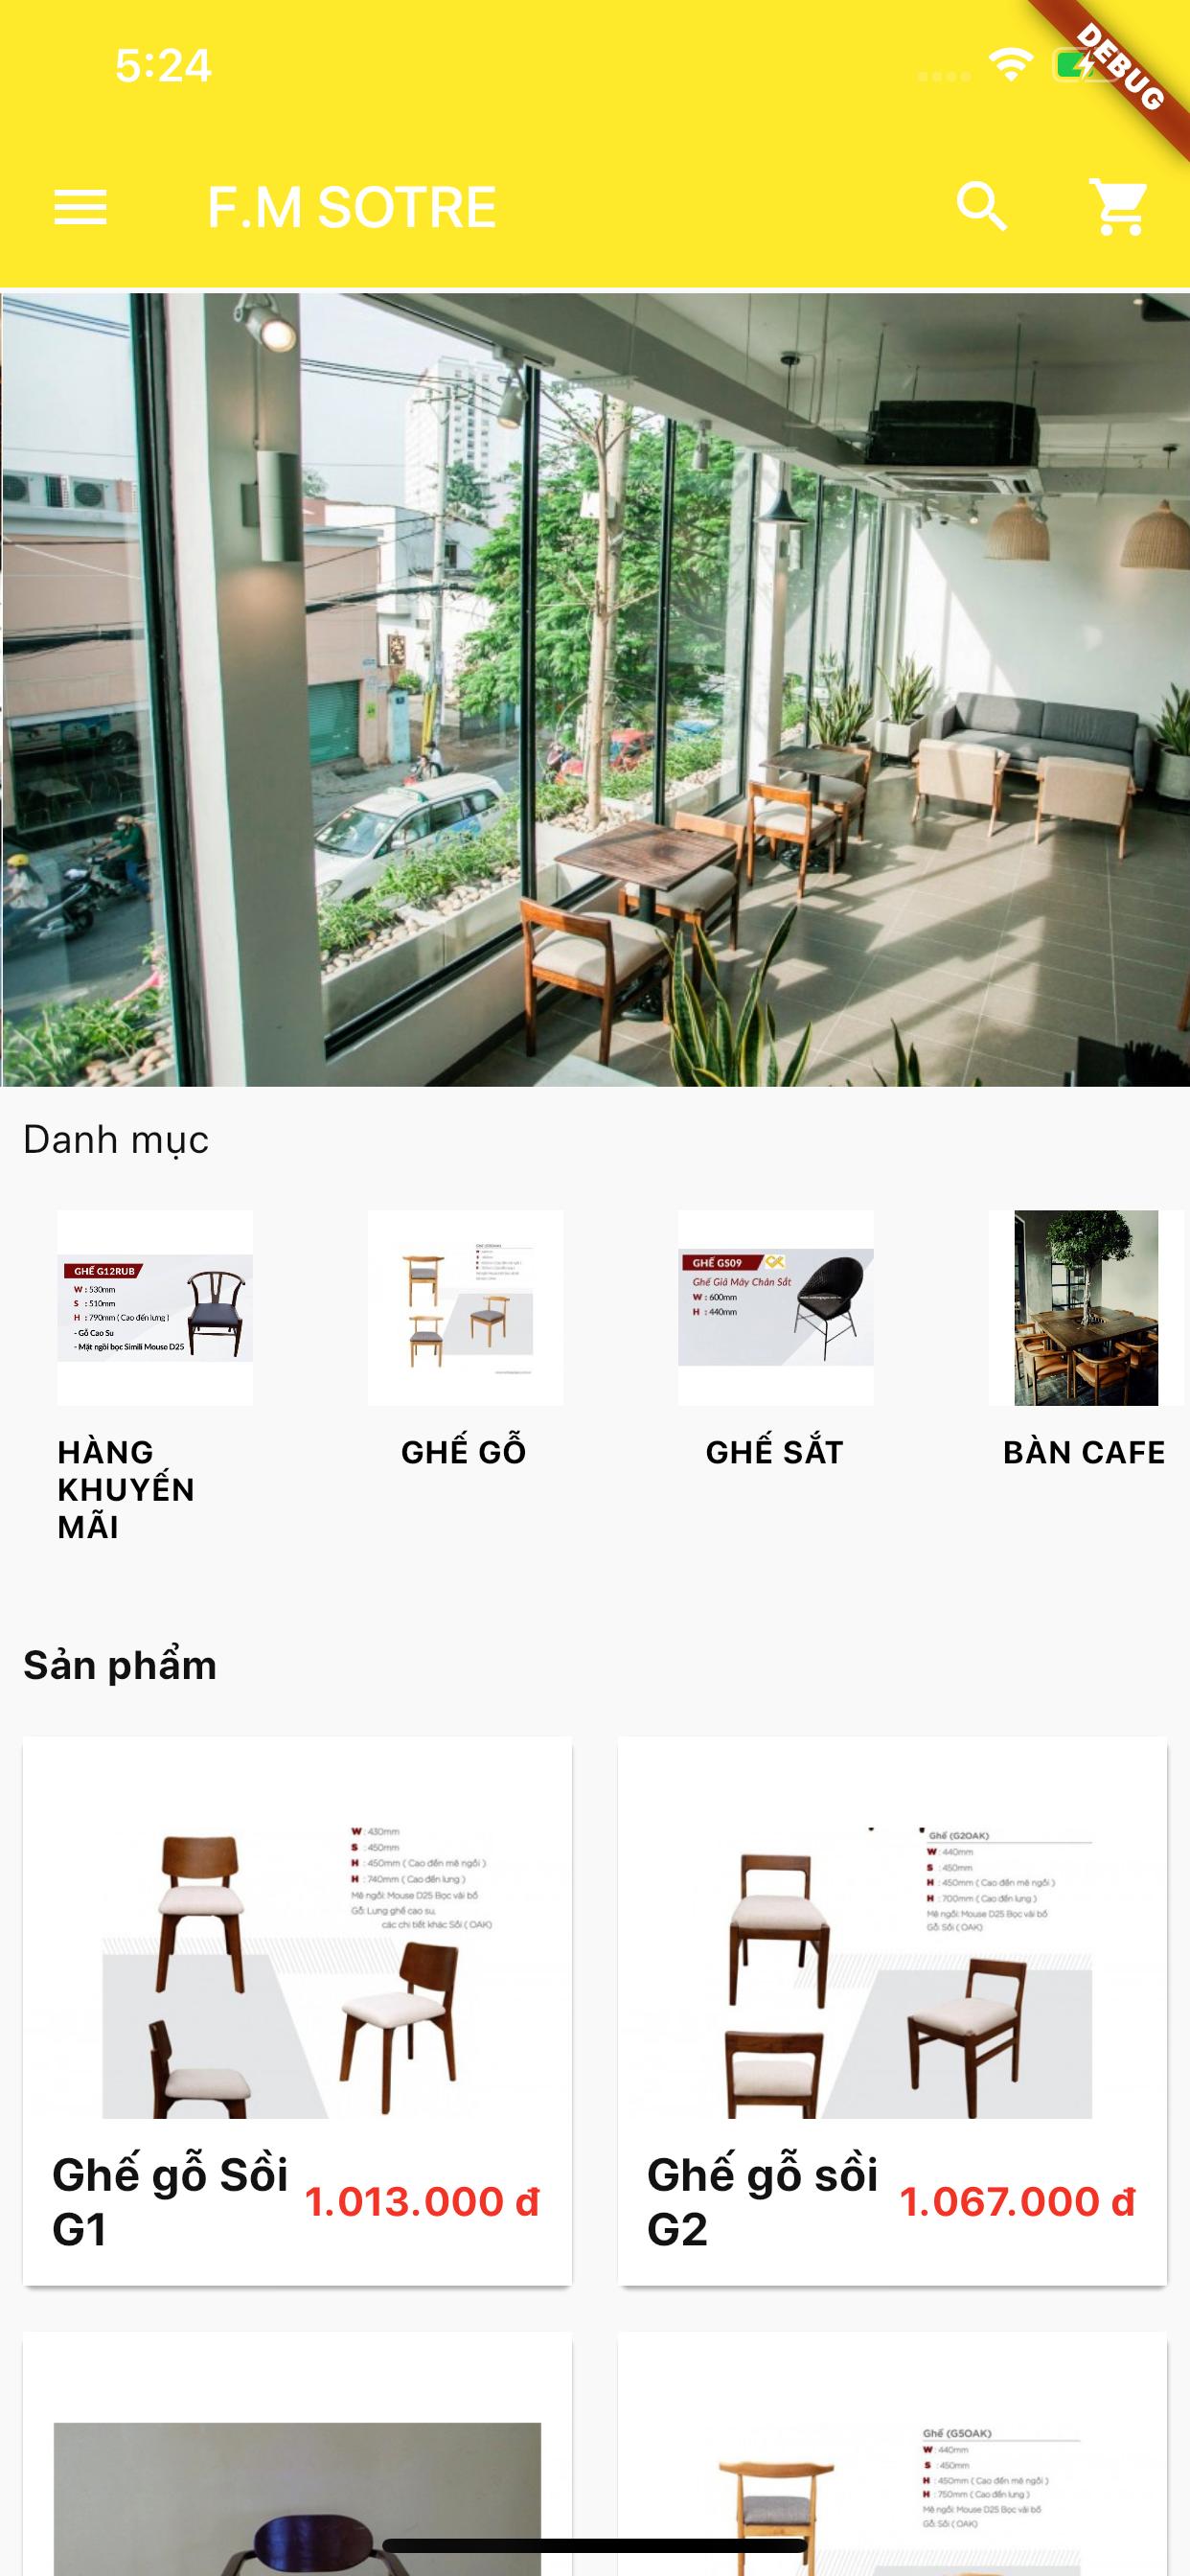 5:24
DEBUG
F.M SOTRE
Danh mục
GHẾ G12RUB
W : 530mm
S : 510mm
H : 790mm ( Cao đến lưng )
- Gỗ Cao Su
- Mặt ngồi bọc Simili Mouse D25
GHẾ GS09
Ghế Giả Mây Chân Sắt
W : 600mm
H : 440mm
HÀNG
KHUYẾN
MÃI
GHẾ GỖ
GHẾ SẮT
BÀN CAFE
Sản phẩm
W : 430mm
S : 450mm
H : 450mm ( Cao đến mê ngồi )
H : 740mm ( Cao đến lưng )
Mê ngồi: Mouse D25 Bọc vải bố
Gỗ: Lưng ghế cao su,
các chi tiết khác Sồi ( OAK)
Ghế gỗ Sồi
G1
1.013.000 đ
Ghế (G2OAK)
W : 440mm
S : 450mm
H : 450mm ( Cao đến mê ngồi )
H : 700mm ( Cao đến lưng )
Mê ngồi: Mouse D25 Bọc vải bố
Gỗ: Sồi ( OAK)
Ghế gỗ sồi
G2
1.067.000 đ
Ghế (G5OAK)
W : 440mm
S : 450mm
H : 450mm ( Cao đến mê ngồi )
H : 750mm ( Cao đến lưng )
Mê ngồi: Mouse D25 Bọc vải bố
Gỗ: Sồi ( OAK)